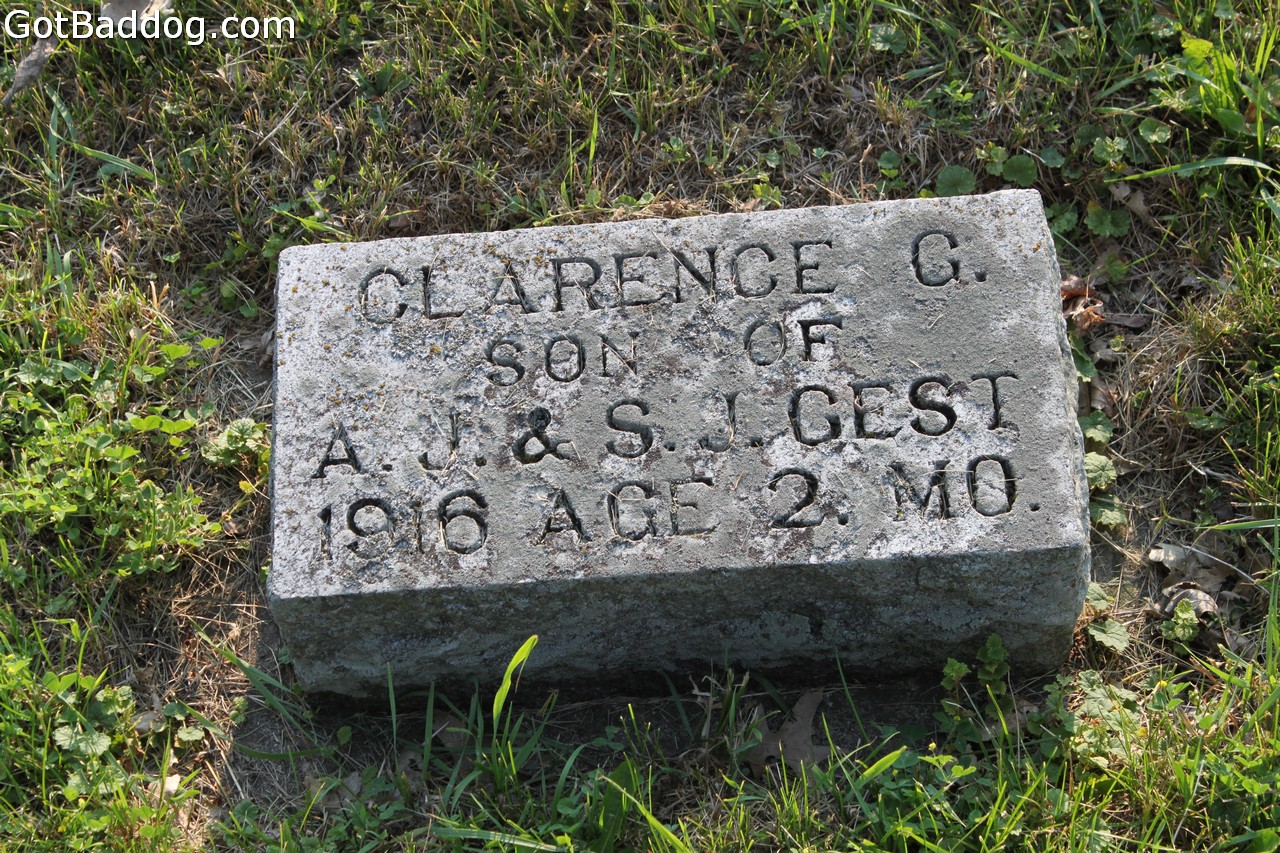 GotBaddog.com
CLARENCE G.
SON OF
A. J. & S. J. GEST
1916 AGE 2. MO.